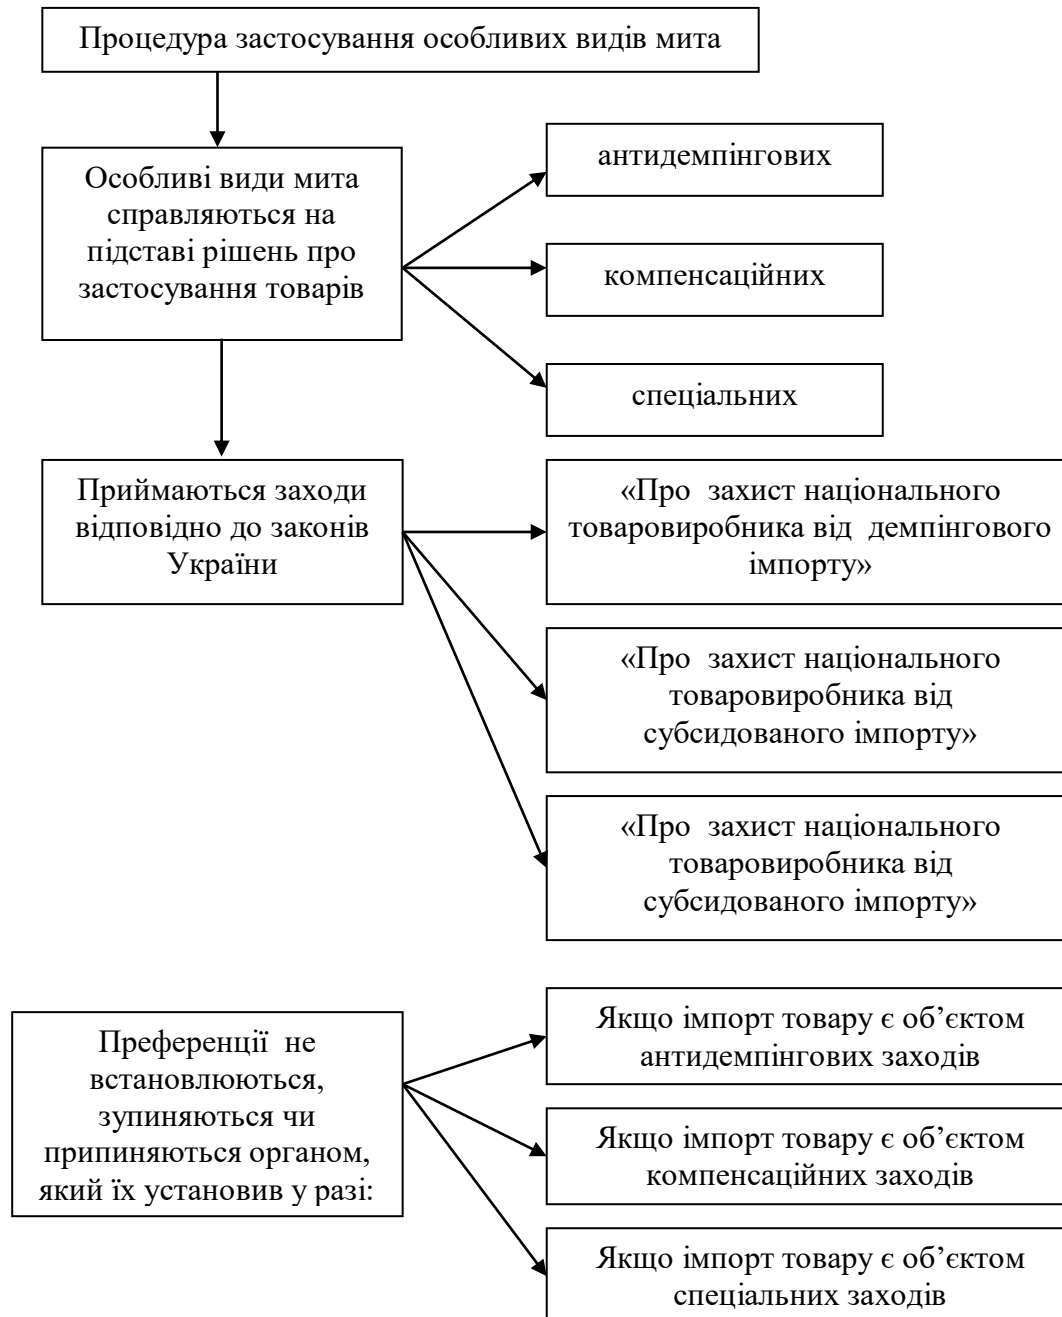 Процедура застосування особливих видів мита
Особливі види мита
справляються на
підставі рішень про
застосування товарів
антидемпінгових
компенсаційних
спеціальних
Приймаються заходи
відповідно до законів
України
«Про захист національного
товаровиробника від демпінгового
імпорту»
«Про захист національного
товаровиробника від
субсидованого імпорту»
«Про захист національного
товаровиробника від
субсидованого імпорту»
Преференції не
встановлюються,
зупиняються чи
припиняються органом,
який їх установив у разі:
Якщо імпорт товару є об’єктом
антидемпінгових заходів
Якщо імпорт товару є об’єктом
компенсаційних заходів
Якщо імпорт товару є об’єктом
спеціальних заходів